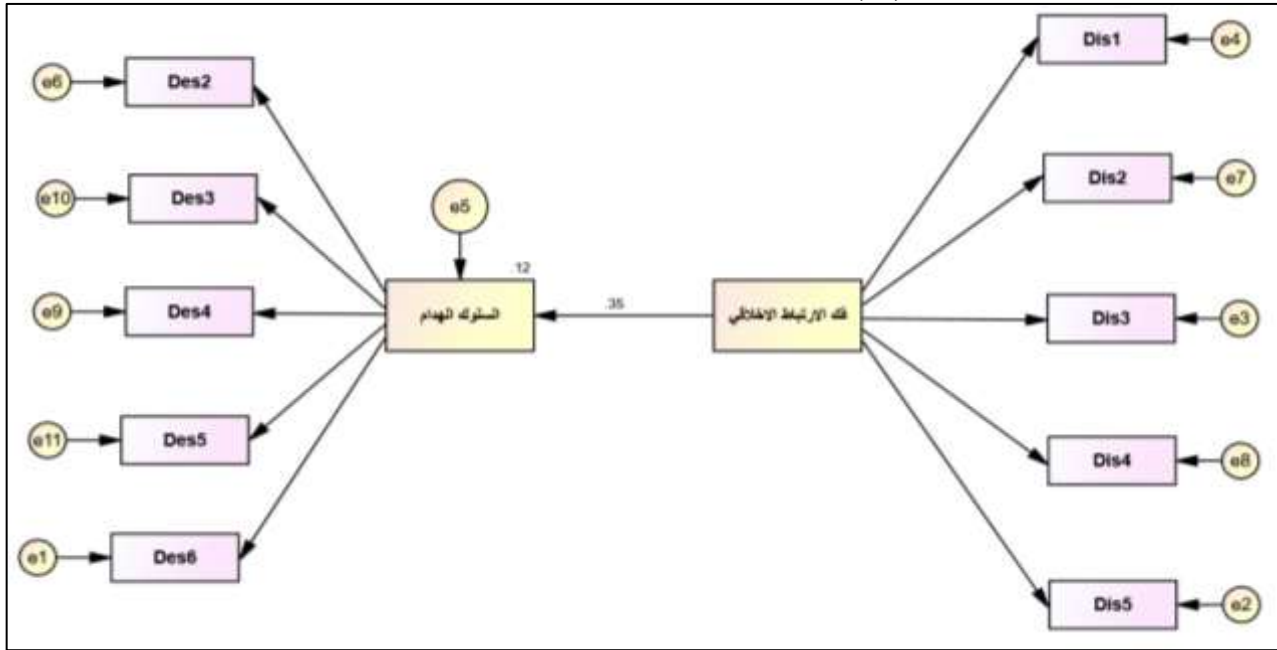 Dis1
e4
e6
Des2
Dis2
e7
e10
Des3
e5
.12
السلوك الهدام
.35
فك الارتباط الاخلاقي
Des4
e9
Dis3
e3
Des5
e11
Dis4
e8
Des6
e1
Dis5
e2